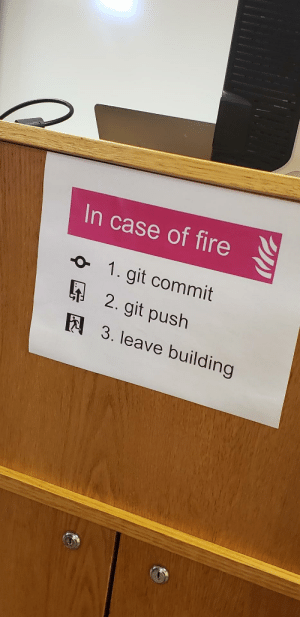 In case of fire
1. git commit
2. git push
3. leave building